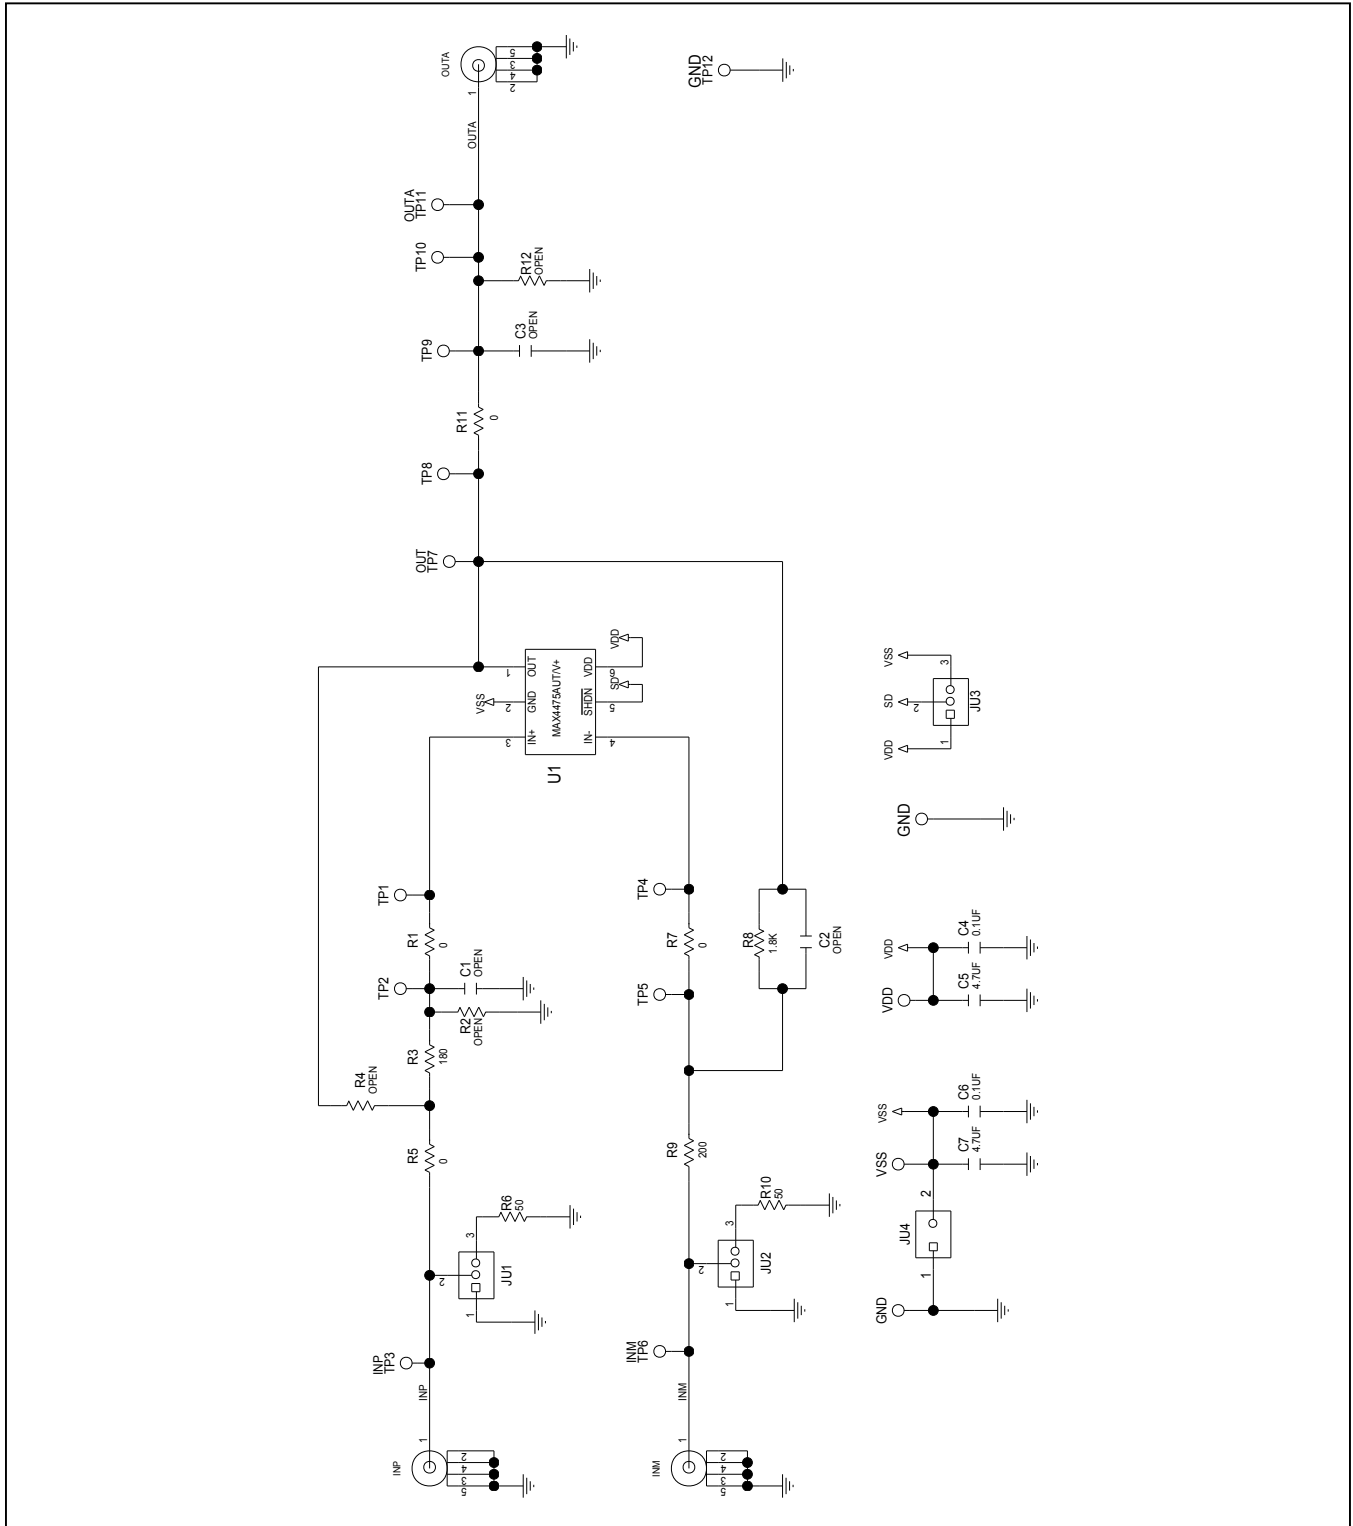 OUTA
5
3
4
2
1
OUTA
GND
TP12
OUTA
TP11
TP10
R12
OPEN
TP9
C3
OPEN
R11
0
TP8
OUT
TP7
VSS
1
OUT
2
GND
3
IN+
MAX4475AUT/V+
VDD
6
SHDN
5
IN-
4
VDD
SD
U1
VSS
3
SD
2
VDD
1
JU3
GND
TP1
R1
0
TP2
C1
OPEN
R2
OPEN
R3
180
R4
OPEN
R5
0
TP4
R7
0
TP5
R8
1.8K
C2
OPEN
R9
200
VDD
VDD
C4
0.1UF
C5
4.7UF
VSS
VSS
C6
0.1UF
C7
4.7UF
2
JU4
1
GND
R6
50
3
2
1
JU1
R10
50
3
2
1
JU2
INP
TP3
INP
1
INP
2
4
3
5
INM
TP6
INM
1
INM
2
4
3
5